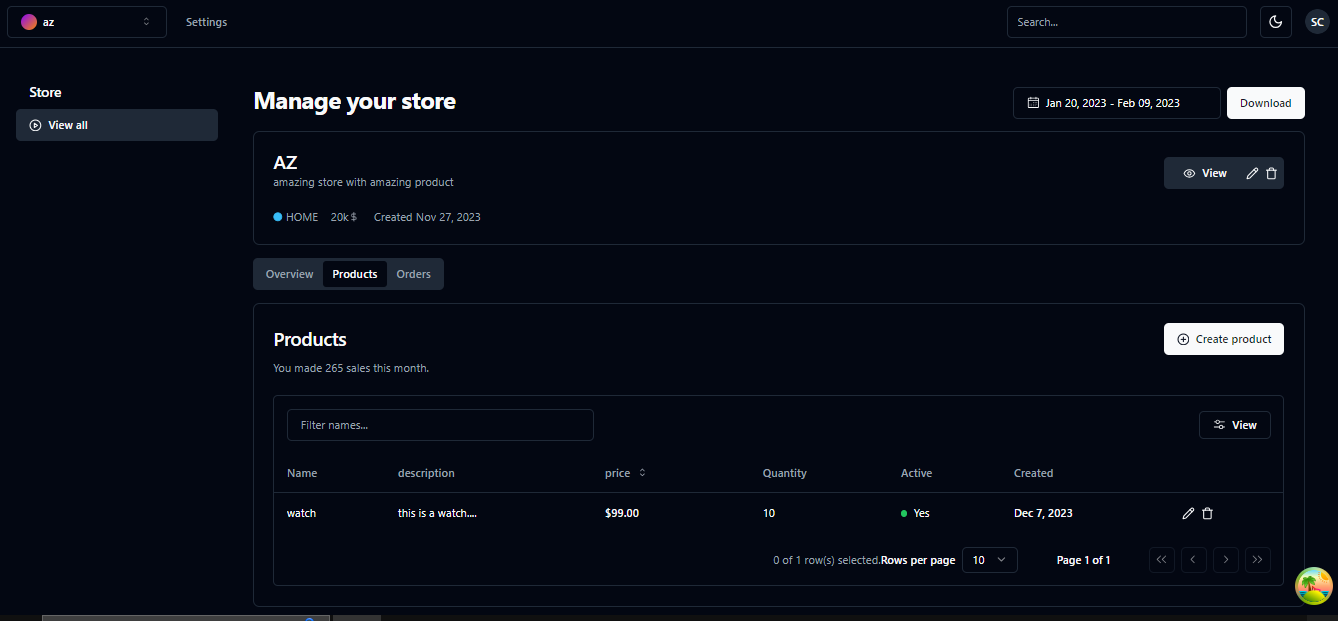 az Settings Search... SC
Store
View all
Manage your store Jan 20, 2023 - Feb 09, 2023 Download
AZ
amazing store with amazing product
View
HOME 20k$ Created Nov 27, 2023
Overview Products Orders
Products
Create product
You made 265 sales this month.
Filter names... View
Name description price Quantity Active Created
watch this is a watch.... $99.00 10 Yes Dec 7, 2023
0 of 1 row(s) selected.Rows per page 10 Page 1 of 1